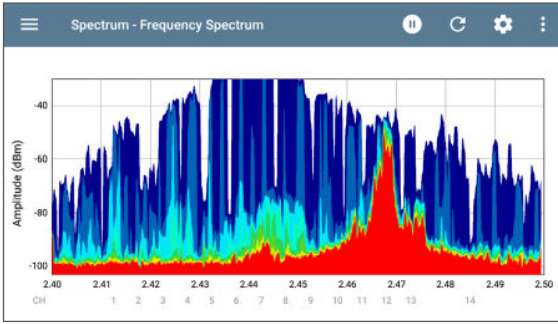 Spectrum - Frequency Spectrum
Amplitude (dBm)
-40
-60
-80
-100
2.40 2.41 2.42 2.43 2.44 2.45 2.46 2.47 2.48 2.49 2.50
CH 1 2 3 4 5 6 7 8 9 10 11 12 13 14